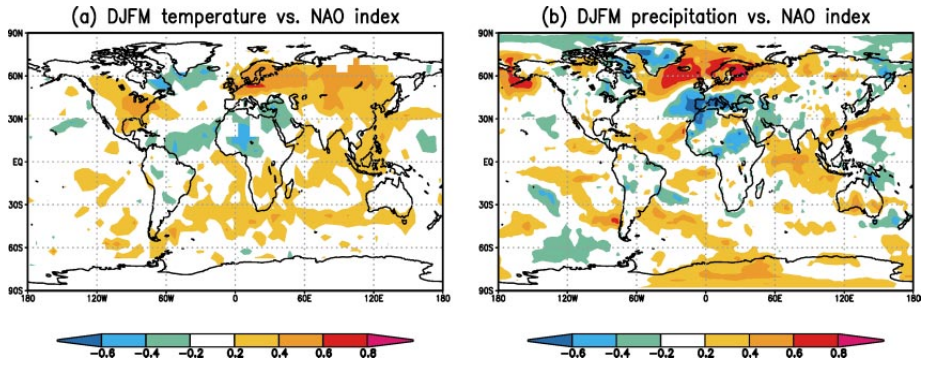 (a) DJFM temperature vs. NAO index
90N
60N
30N
EQ
30S
60S
90S
180 120W 60W 0 60E 120E 180
-0.6 -0.4 -0.2 0.2 0.4 0.6 0.8
(b) DJFM precipitation vs. NAO index
90N
60N
30N
EQ
30S
60S
90S
180 120W 60W 0 60E 120E 180
-0.6 -0.4 -0.2 0.2 0.4 0.6 0.8